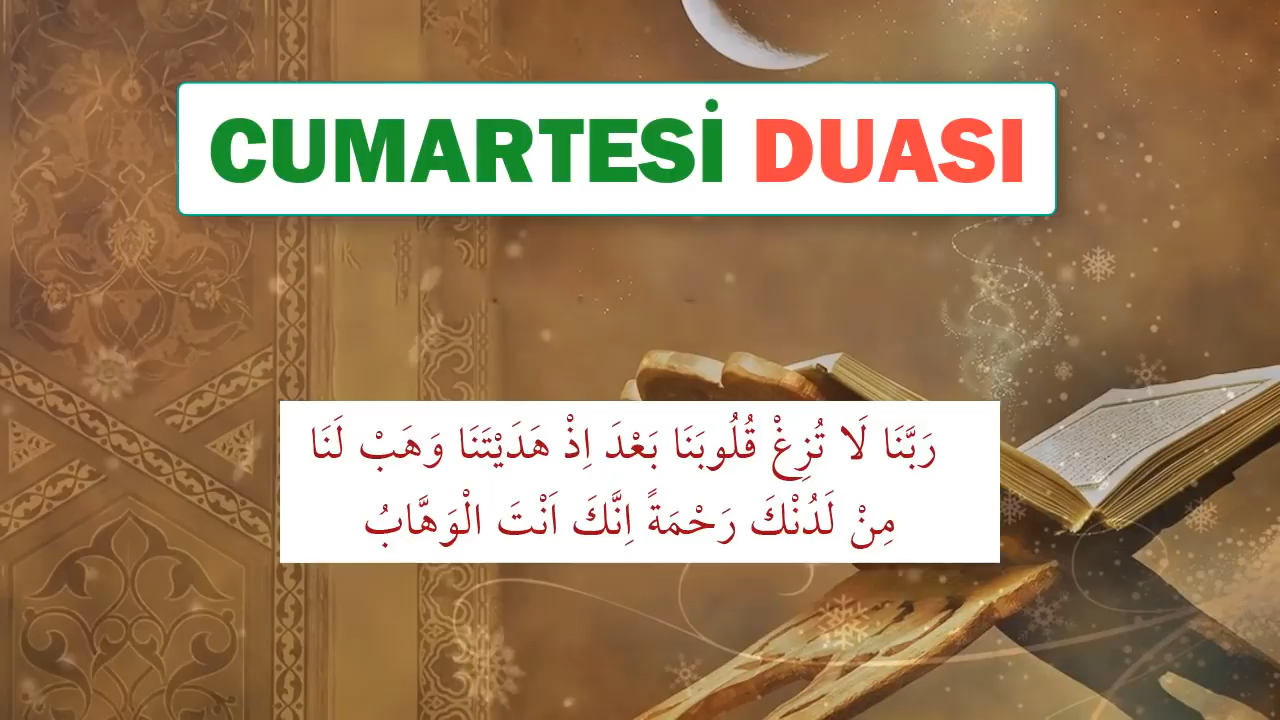 CUMARTESİ DUASI
رَبَّنَا لَا تُزِغْ قُلُوبَنَا بَعْدَ اِذْ هَدَيْتَنَا وَهَبْ لَنَا
مِنْ لَدُنْكَ رَحْمَةً اِنَّكَ اَنْتَ الْوَهَّابُ